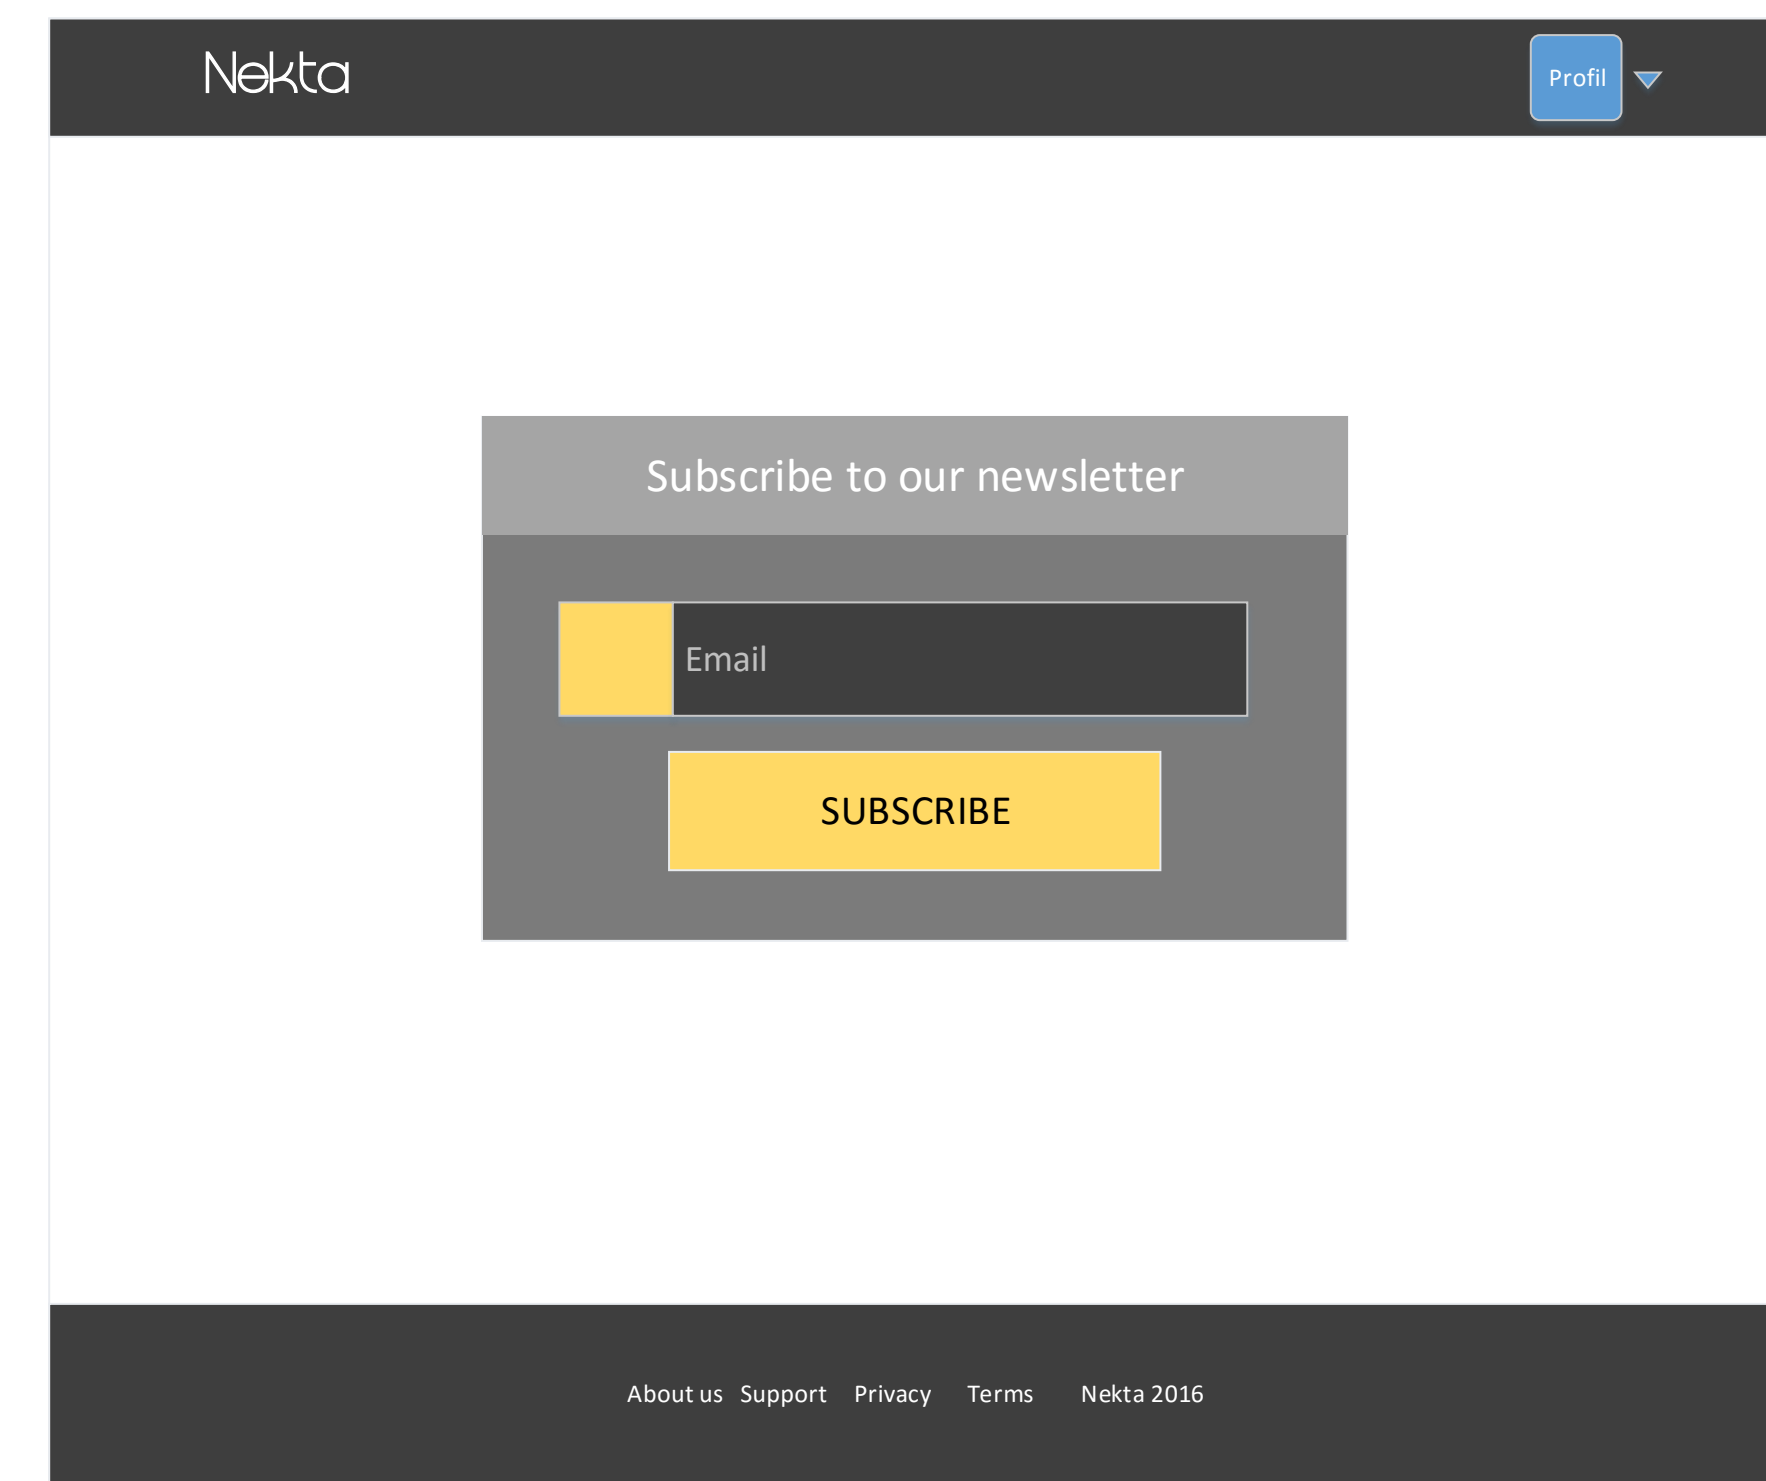 Nekta
Profil
Subscribe to our newsletter
Email
SUBSCRIBE
About us Support Privacy Terms Nekta 2016